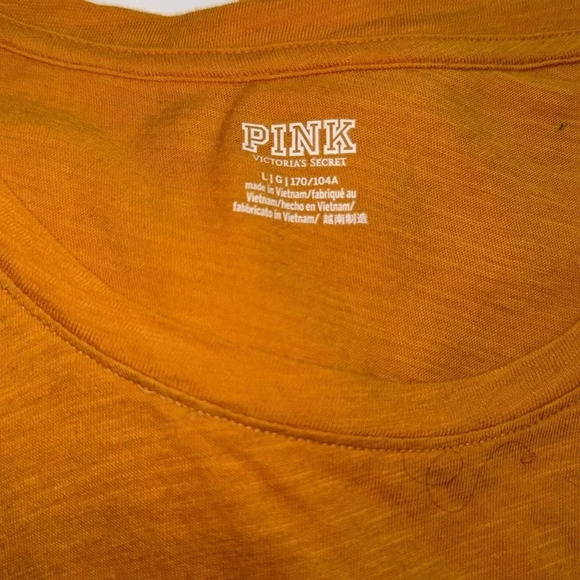 PINK
VICTORIA'S SECRET
L | G | 170/104A
made in Vietnam/fabriqué au
Vietnam/hecho en Vietnam/
fabbricato in Vietnam/ 越南制造